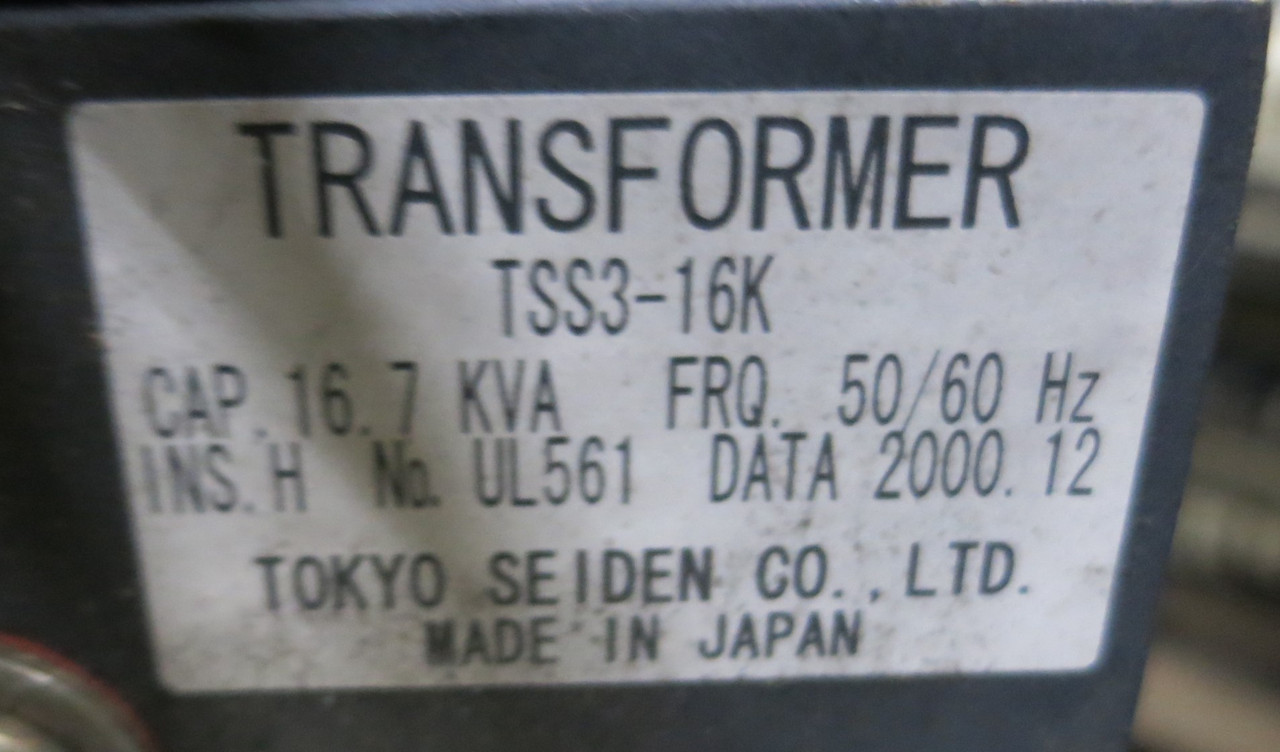 TRANSFORMER
TSS3-16K
CAP. 16.7 KVA FRQ. 50/60 Hz
INS. H No. UL561 DATA 2000.12
TOKYO SEIDEN CO., LTD.
MADE IN JAPAN